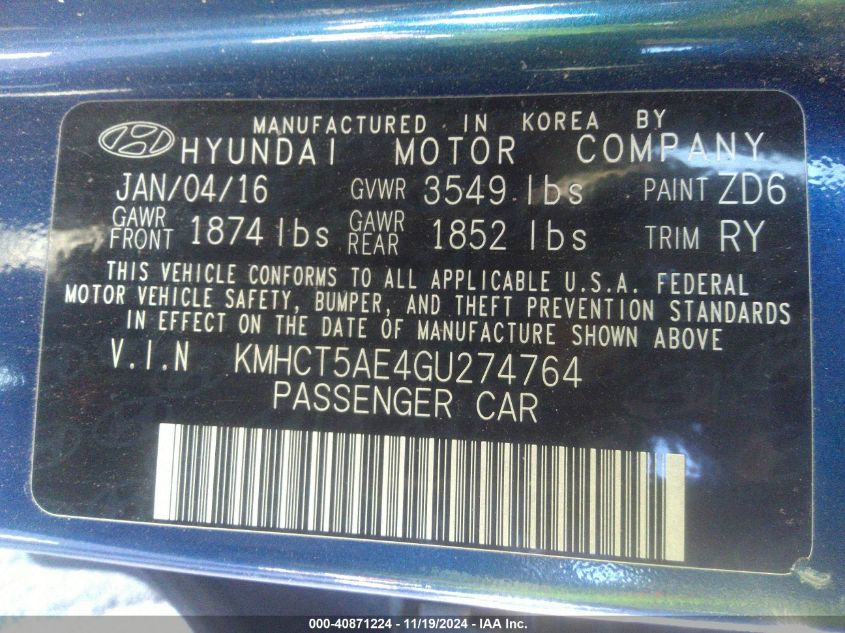 MANUFACTURED IN KOREA BY
HYUNDAI MOTOR COMPANY
JAN/04/16 GVWR 3549 lbs PAINT ZD6
GAWR FRONT 1874 lbs GAWR REAR 1852 lbs TRIM RY
THIS VEHICLE CONFORMS TO ALL APPLICABLE U.S.A. FEDERAL
MOTOR VEHICLE SAFETY, BUMPER, AND THEFT PREVENTION STANDARDS
IN EFFECT ON THE DATE OF MANUFACTURE SHOWN ABOVE
V.I.N KMHCT5AE4GU274764
PASSENGER CAR
000-40871224 - 11/19/2024 - IAA Inc.